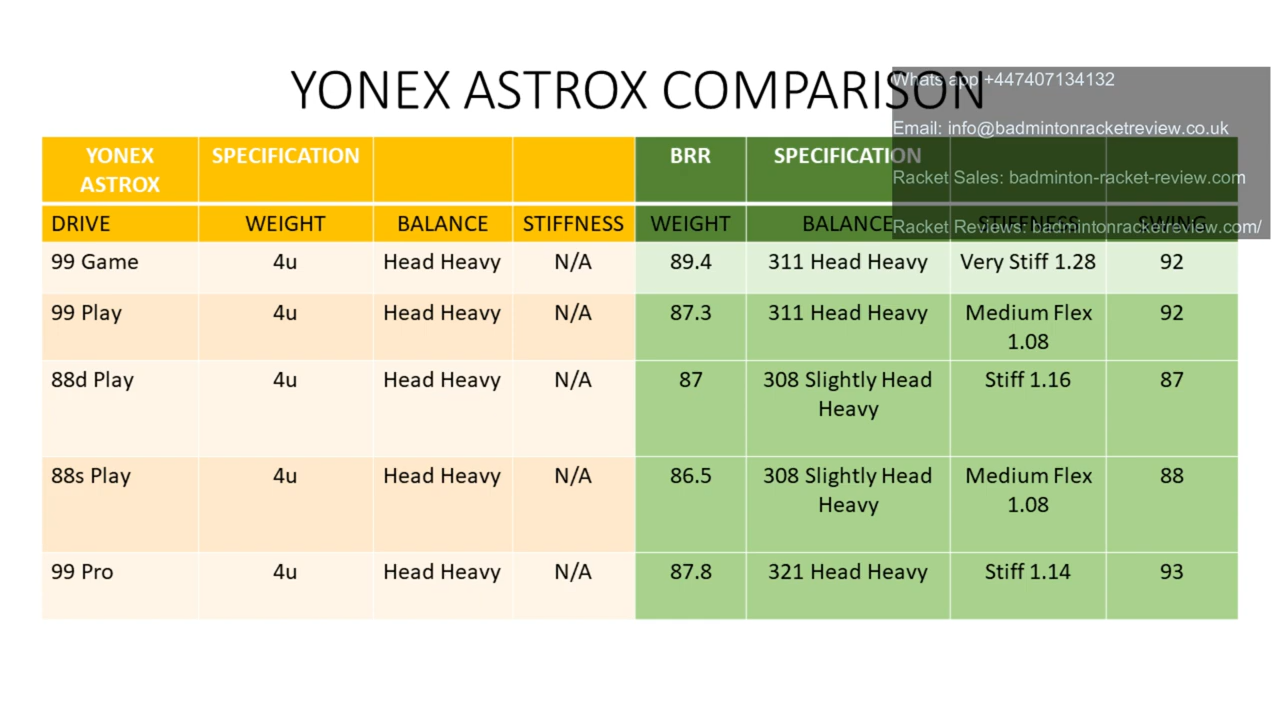 YONEX ASTROX COMPARISON
Whats app +447407134132
Email: info@badmintonracketreview.co.uk
Racket Sales: badminton-racket-review.com
Racket Reviews: badmintonracketreview.com/
YONEX ASTROX SPECIFICATION BRR SPECIFICATION
DRIVE WEIGHT BALANCE STIFFNESS WEIGHT BALANCE STIFFNESS SWING
99 Game 4u Head Heavy N/A 89.4 311 Head Heavy Very Stiff 1.28 92
99 Play 4u Head Heavy N/A 87.3 311 Head Heavy Medium Flex 1.08 92
88d Play 4u Head Heavy N/A 87 308 Slightly Head Heavy Stiff 1.16 87
88s Play 4u Head Heavy N/A 86.5 308 Slightly Head Heavy Medium Flex 1.08 88
99 Pro 4u Head Heavy N/A 87.8 321 Head Heavy Stiff 1.14 93